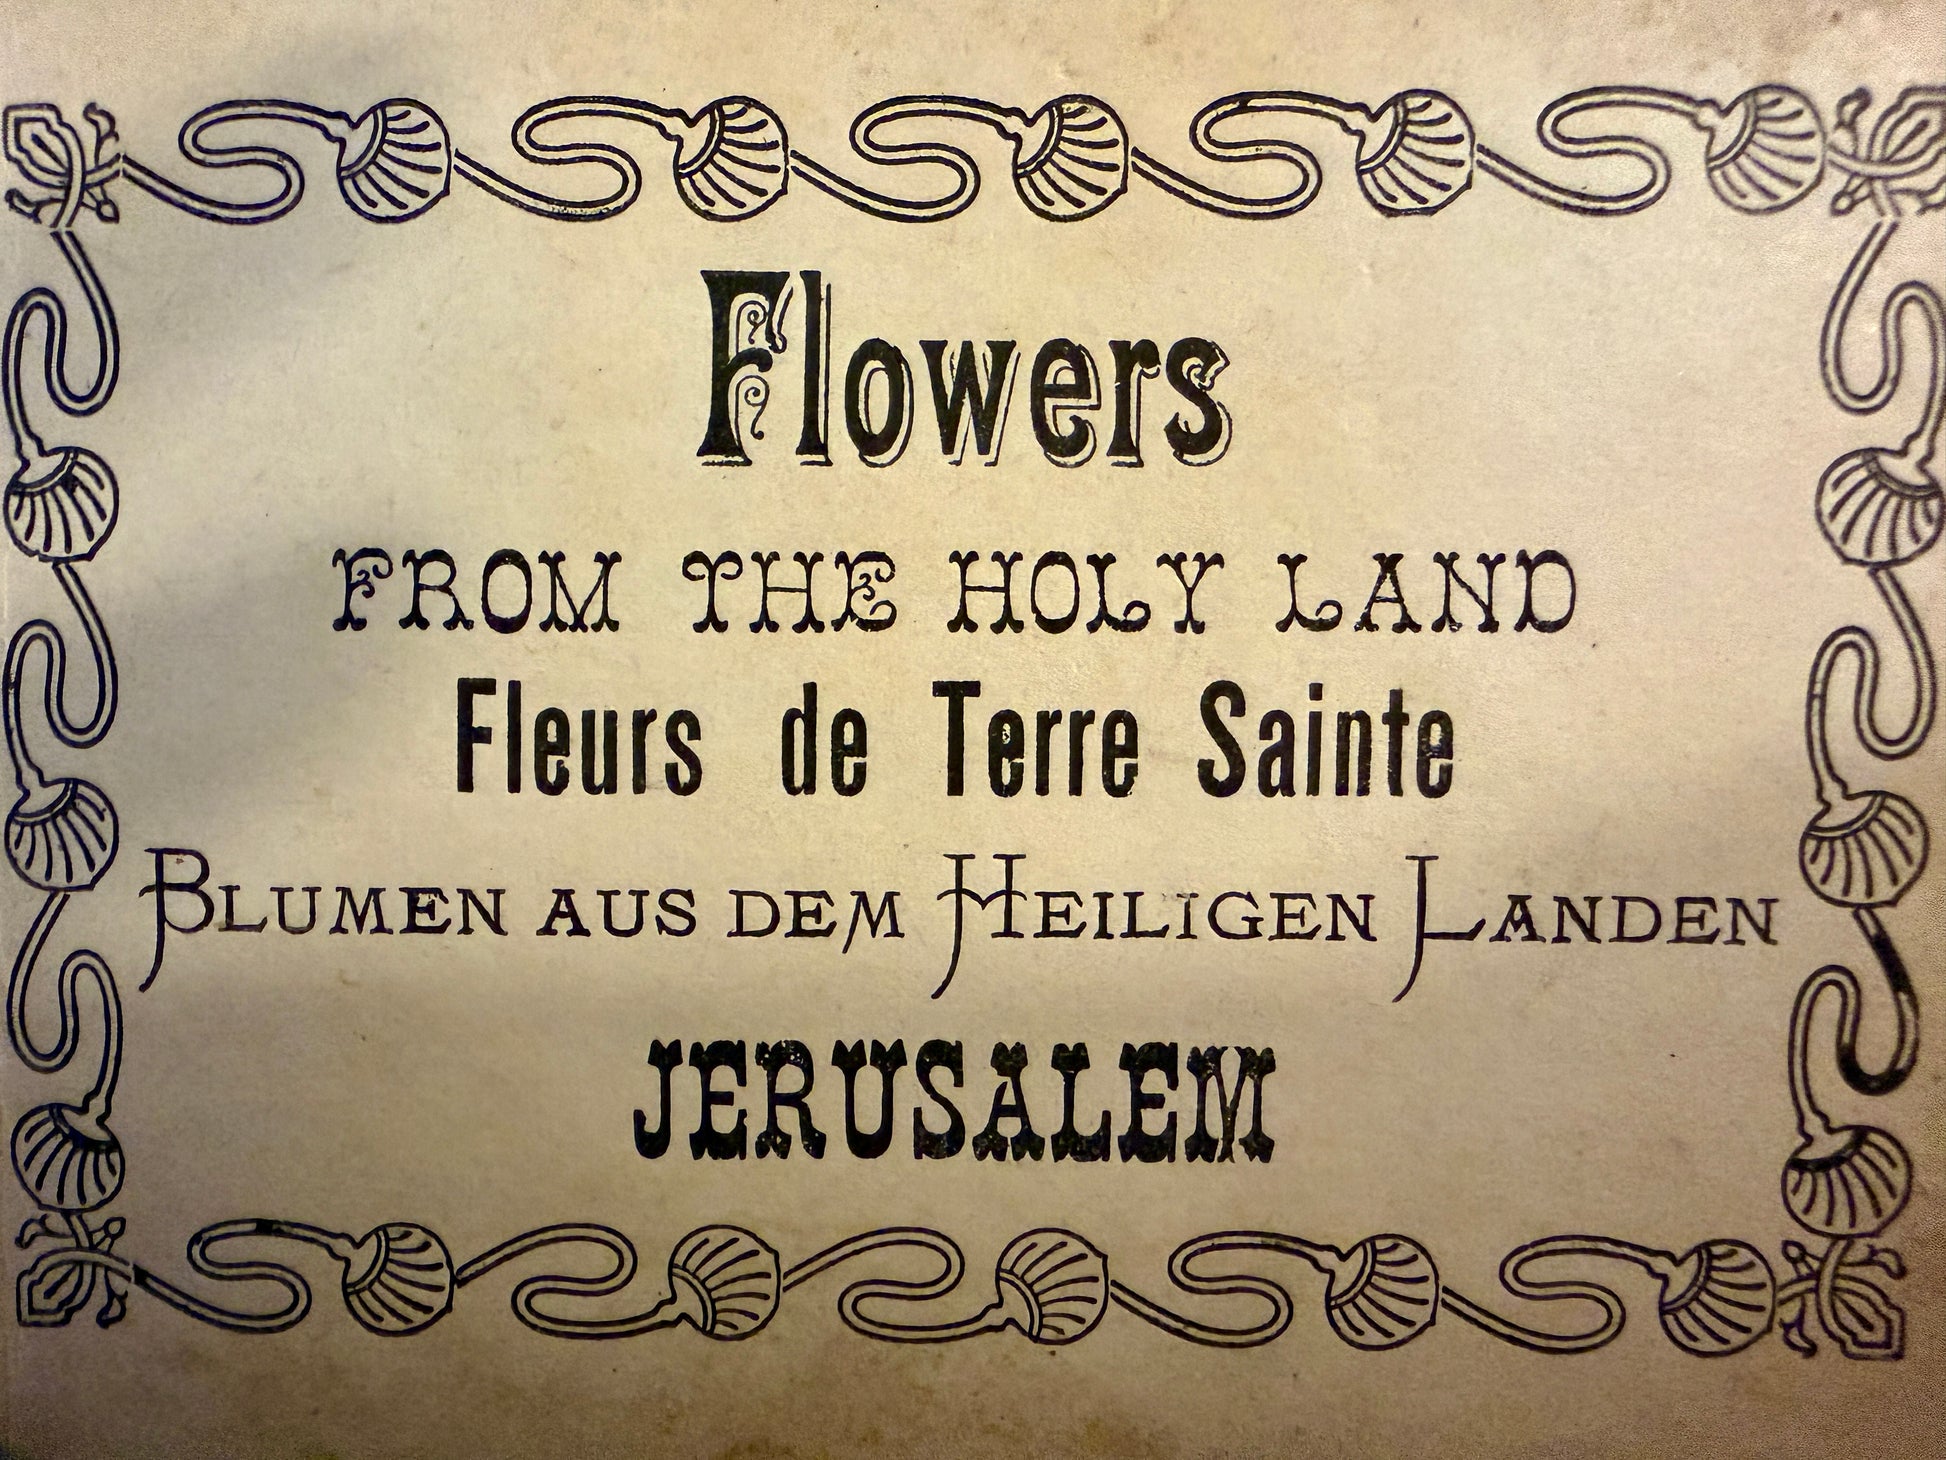 Flowers
FROM THE HOLY LAND
Fleurs de Terre Sainte
BLUMEN AUS DEM HEILIGEN LANDEN
JERUSALEM